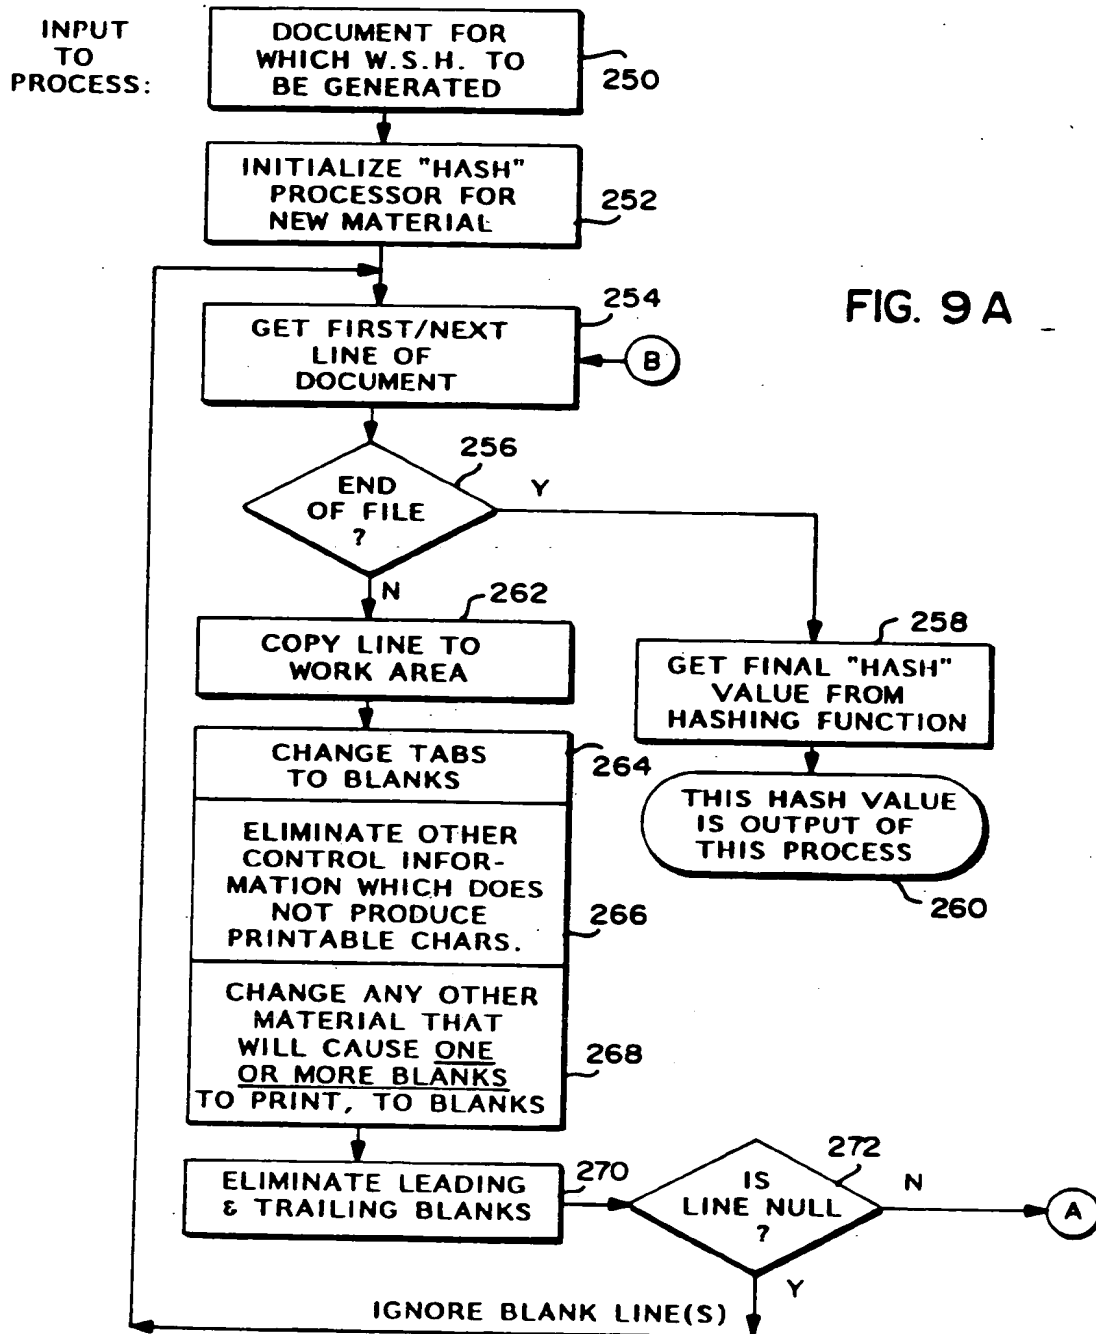 INPUT
TO
PROCESS:
DOCUMENT FOR
WHICH W.S.H. TO
BE GENERATED
250
INITIALIZE "HASH"
PROCESSOR FOR
NEW MATERIAL
252
FIG. 9 A
254
GET FIRST/NEXT
LINE OF
DOCUMENT
B
256
END
OF FILE
?
Y
N
262
COPY LINE TO
WORK AREA
258
GET FINAL "HASH"
VALUE FROM
HASHING FUNCTION
CHANGE TABS
TO BLANKS
264
THIS HASH VALUE
IS OUTPUT OF
THIS PROCESS
260
ELIMINATE OTHER
CONTROL INFOR-
MATION WHICH DOES
NOT PRODUCE
PRINTABLE CHARS.
266
CHANGE ANY OTHER
MATERIAL THAT
WILL CAUSE ONE
OR MORE BLANKS
TO PRINT, TO BLANKS
268
ELIMINATE LEADING
& TRAILING BLANKS
270
272
IS
LINE NULL
?
N
A
Y
IGNORE BLANK LINE(S)